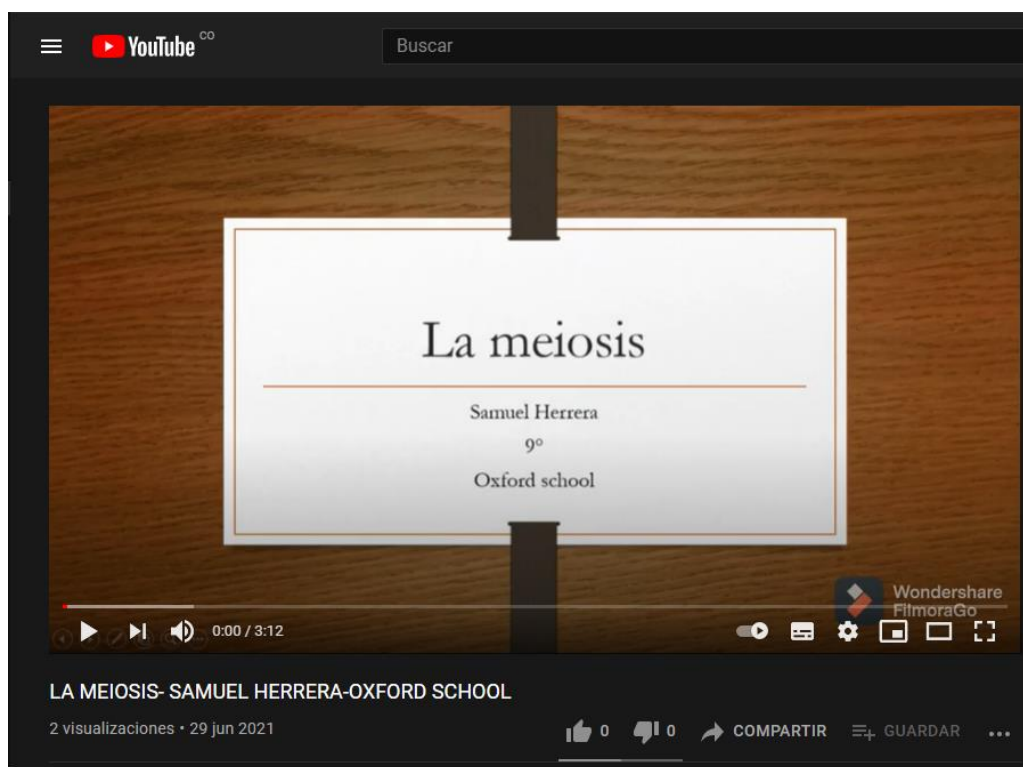 YouTube CO
Buscar
La meiosis
Samuel Herrera
9°
Oxford school
Wondershare
FilmoraGo
0:00 / 3:12
LA MEIOSIS- SAMUEL HERRERA-OXFORD SCHOOL
2 visualizaciones • 29 jun 2021
0
0
COMPARTIR
GUARDAR